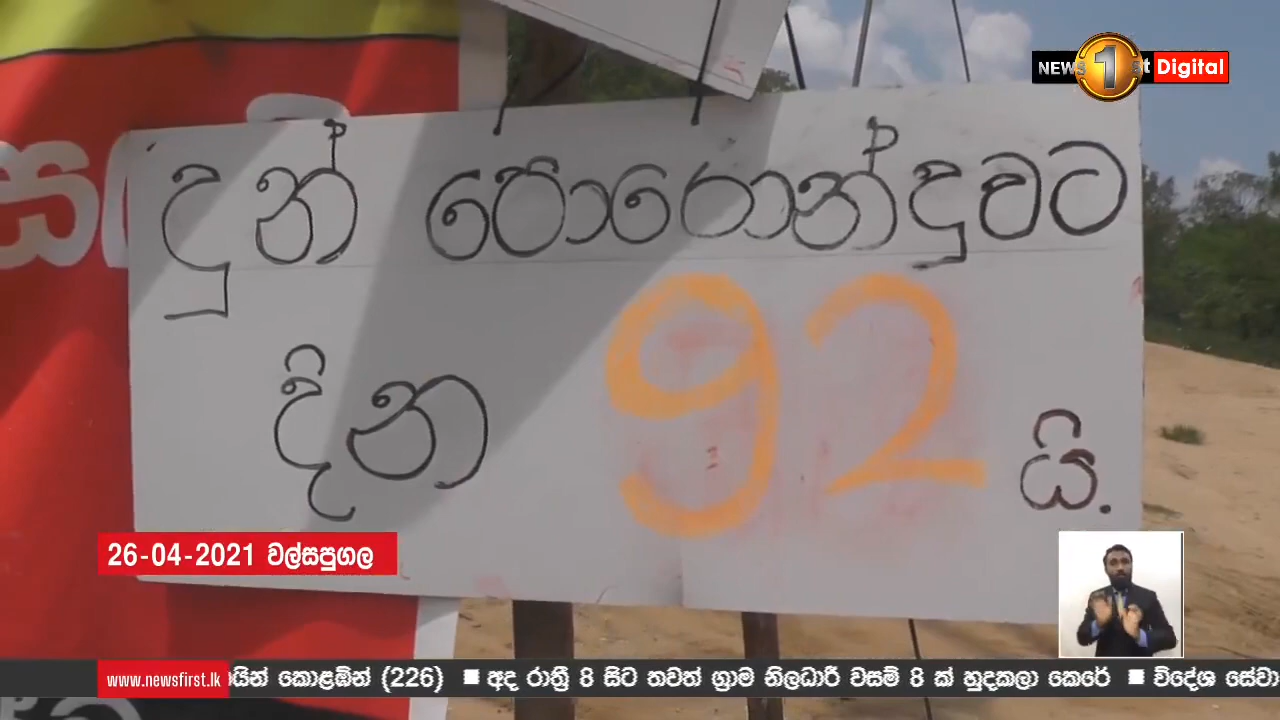 NEWS 1st Digital
දුන් පොරොන්දුවට
දින 92 යි.
26-04-2021 වල්සපුගල
www.newsfirst.lk
යින් කොළඹින් (226) ■ අද රාත්‍රී 8 සිට තවත් ග්‍රාම නිලධාරී වසම් 8 ක් හුදකලා කෙරේ ■ විදේශ සේවා